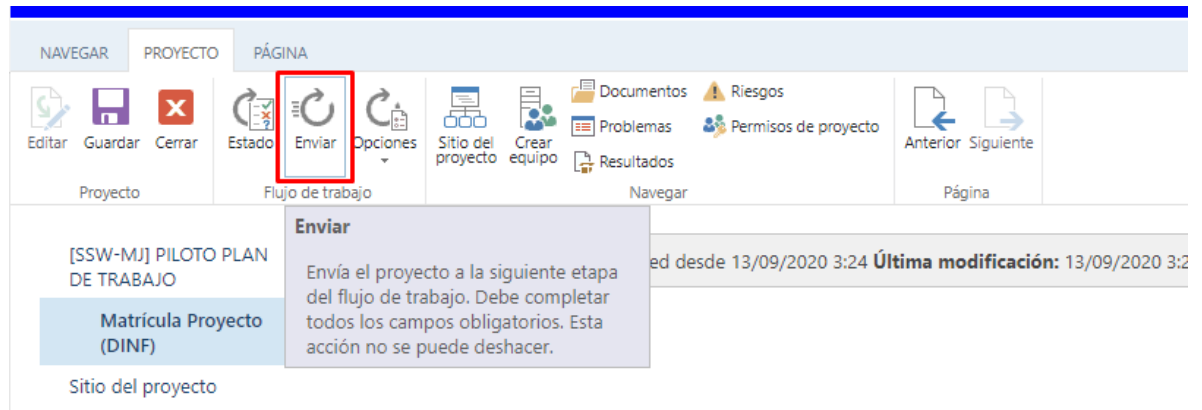 NAVEGAR PROYECTO PÁGINA
Editar Guardar Cerrar
Proyecto
Estado Enviar Opciones
Flujo de trabajo
Sitio del proyecto
Crear equipo
Documentos
Problemas
Resultados
Riesgos
Permisos de proyecto
Navegar
Anterior Siguiente
Página
Enviar
Envía el proyecto a la siguiente etapa
del flujo de trabajo. Debe completar
todos los campos obligatorios. Esta
acción no se puede deshacer.
[SSW-MJ] PILOTO PLAN
DE TRABAJO
Matrícula Proyecto
(DINF)
Sitio del proyecto
ed desde 13/09/2020 3:24 Última modificación: 13/09/2020 3:2